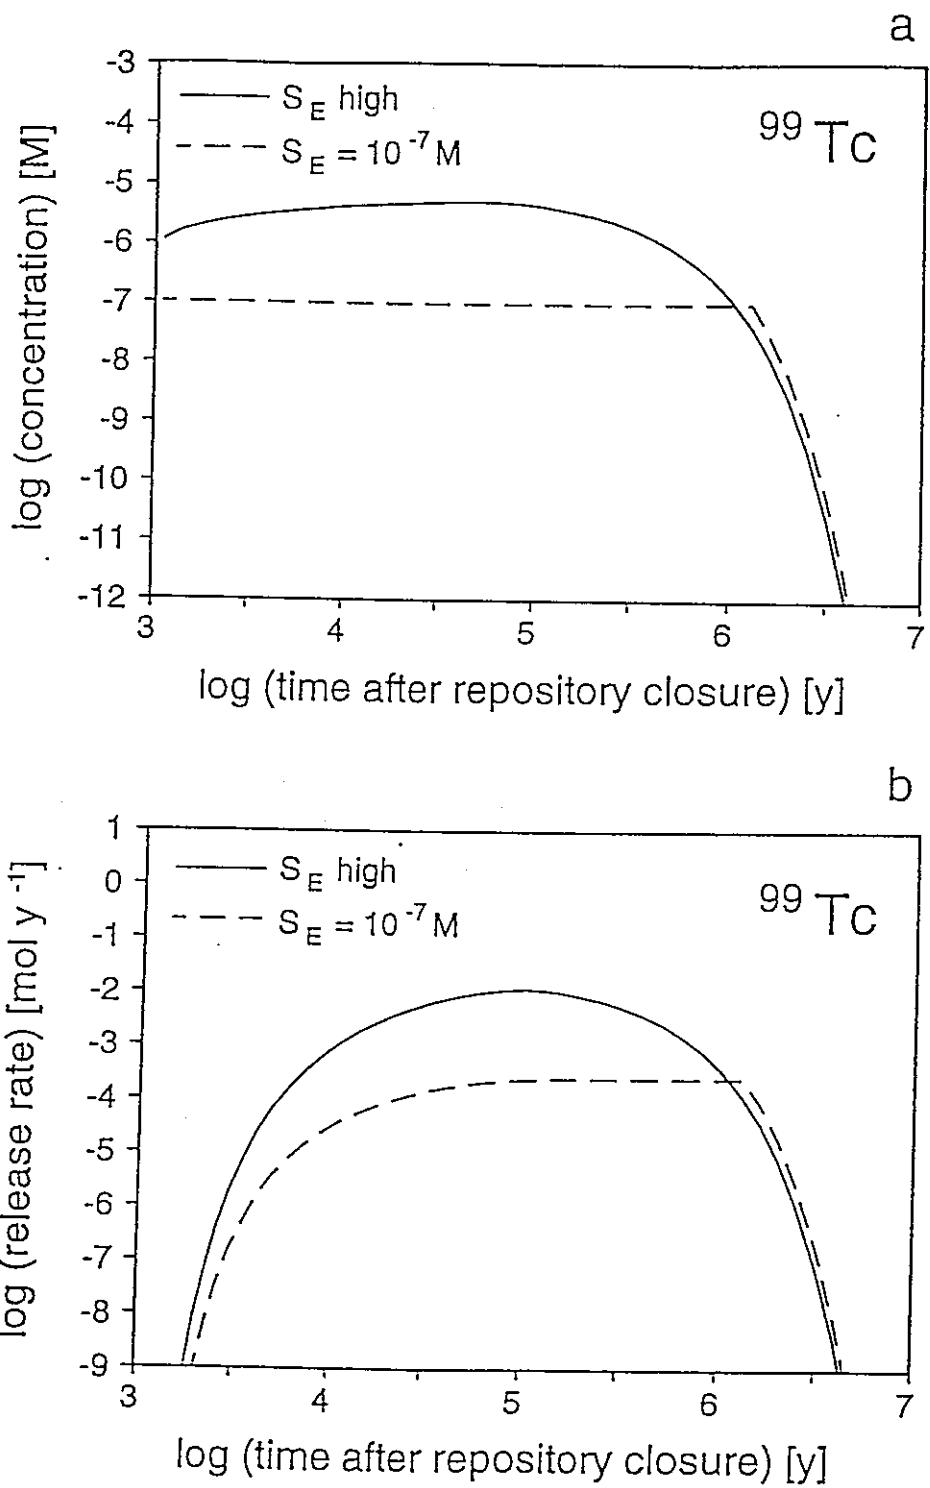 a
-3
-4
-5
-6
-7
-8
-9
-10
-11
-12
log (concentration) [M]
S_E high
S_E = 10^-7 M
^99 Tc
3 4 5 6 7
log (time after repository closure) [y]
b
1
0
-1
-2
-3
-4
-5
-6
-7
-8
-9
log (release rate) [mol y^-1]
S_E high
S_E = 10^-7 M
^99 Tc
3 4 5 6 7
log (time after repository closure) [y]